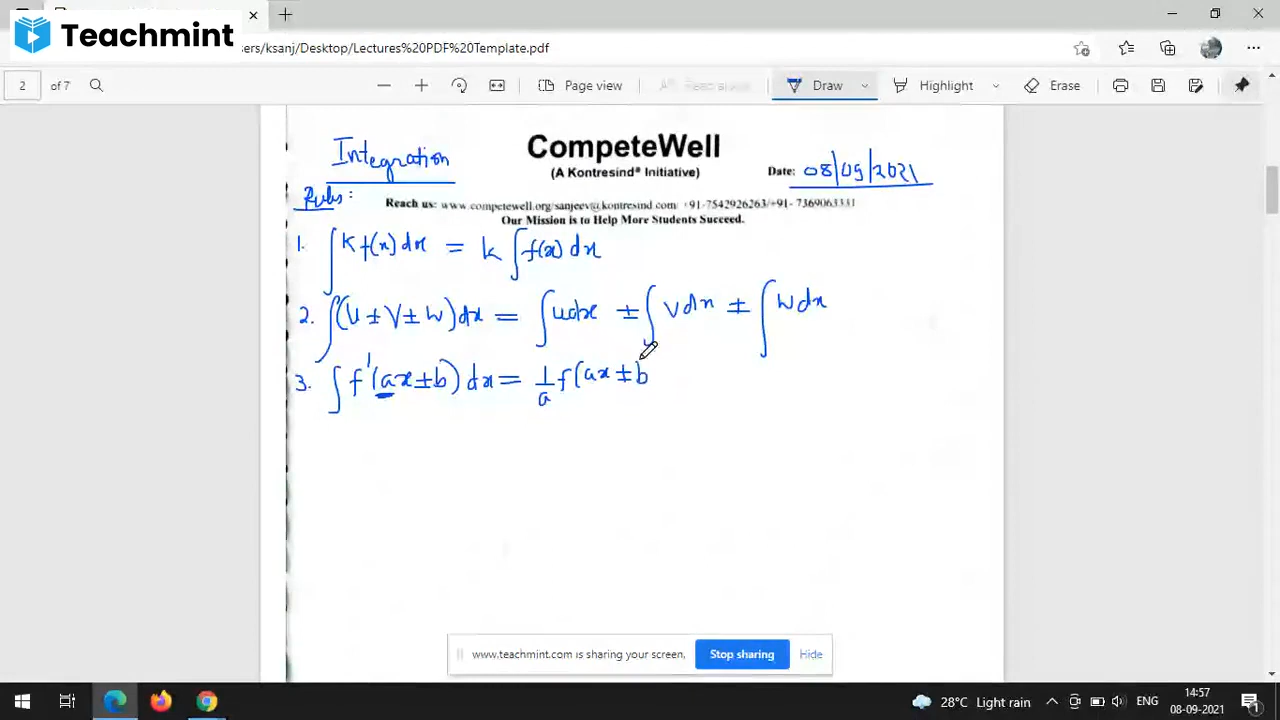 Teachmint
ers/ksanj/Desktop/Lectures%20PDF%20Template.pdf
2 of 7
Page view
Read aloud
Draw
Highlight
Erase
Integration
CompeteWell
(A Kontresind® Initiative)
Date: 08/09/2021
Rules:
Reach us: www.competewell.org/sanjeev@kontresind.com/+91-7542926263/+91- 7369063331
Our Mission is to Help More Students Succeed.
1. ∫ k f(x) dx = k ∫ f(x) dx
2. ∫ (U ± V ± W) dx = ∫ u dx ± ∫ V dx ± ∫ W dx
3. ∫ f'(ax ± b) dx = 1/a f(ax ± b
www.teachmint.com is sharing your screen.
Stop sharing
Hide
28°C Light rain
ENG
14:57
08-09-2021
1